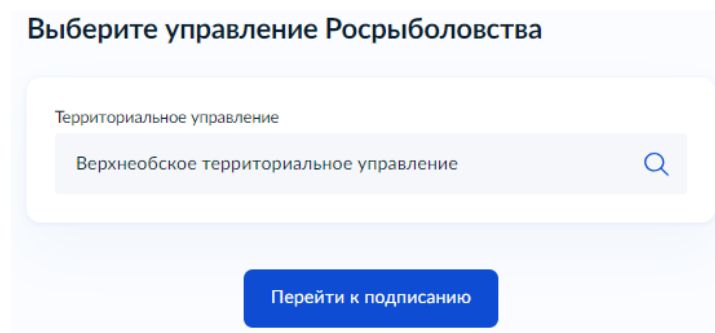 Выберите управление Росрыболовства
Территориальное управление
Верхнеобское территориальное управление
Перейти к подписанию